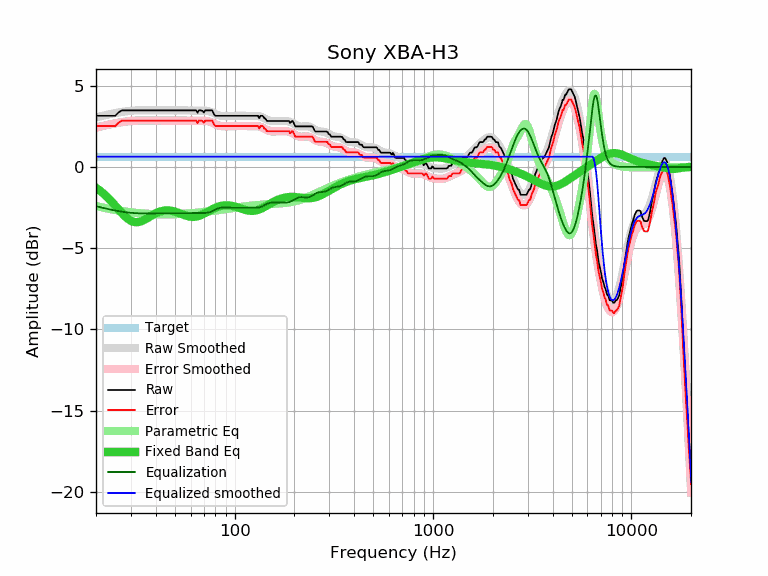 Sony XBA-H3
Amplitude (dBr)
5
0
−5
−10
−15
−20
Target
Raw Smoothed
Error Smoothed
Raw
Error
Parametric Eq
Fixed Band Eq
Equalization
Equalized smoothed
100
1000
10000
Frequency (Hz)